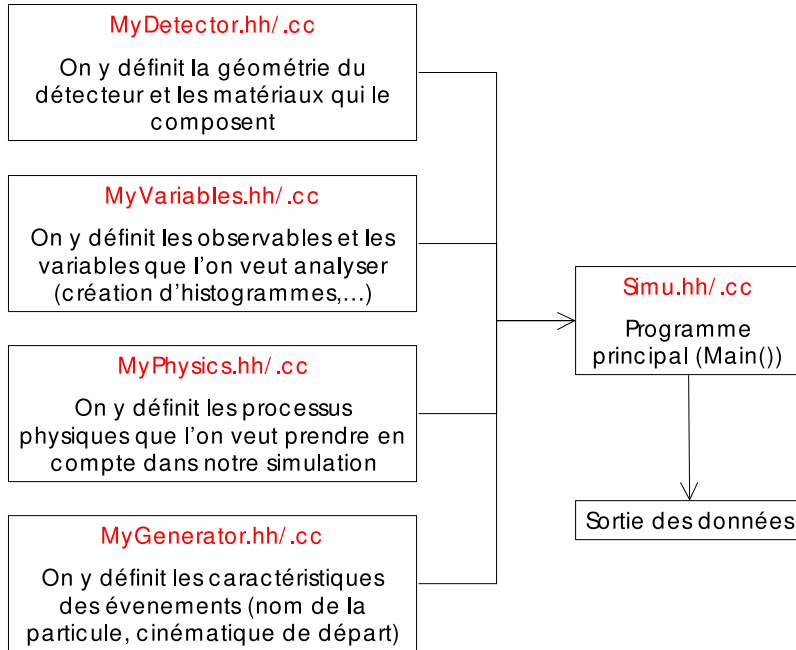 MyDetector.hh/.cc
On y définit la géométrie du
détecteur et les matériaux qui le
composent
MyVariables.hh/.cc
On y définit les observables et les
variables que l'on veut analyser
(création d'histogrammes,...)
MyPhysics.hh/.cc
On y définit les processus
physiques que l'on veut prendre en
compte dans notre simulation
MyGenerator.hh/.cc
On y définit les caractéristiques
des évenements (nom de la
particule, cinématique de départ)
Simu.hh/.cc
Programme
principal (Main())
Sortie des données